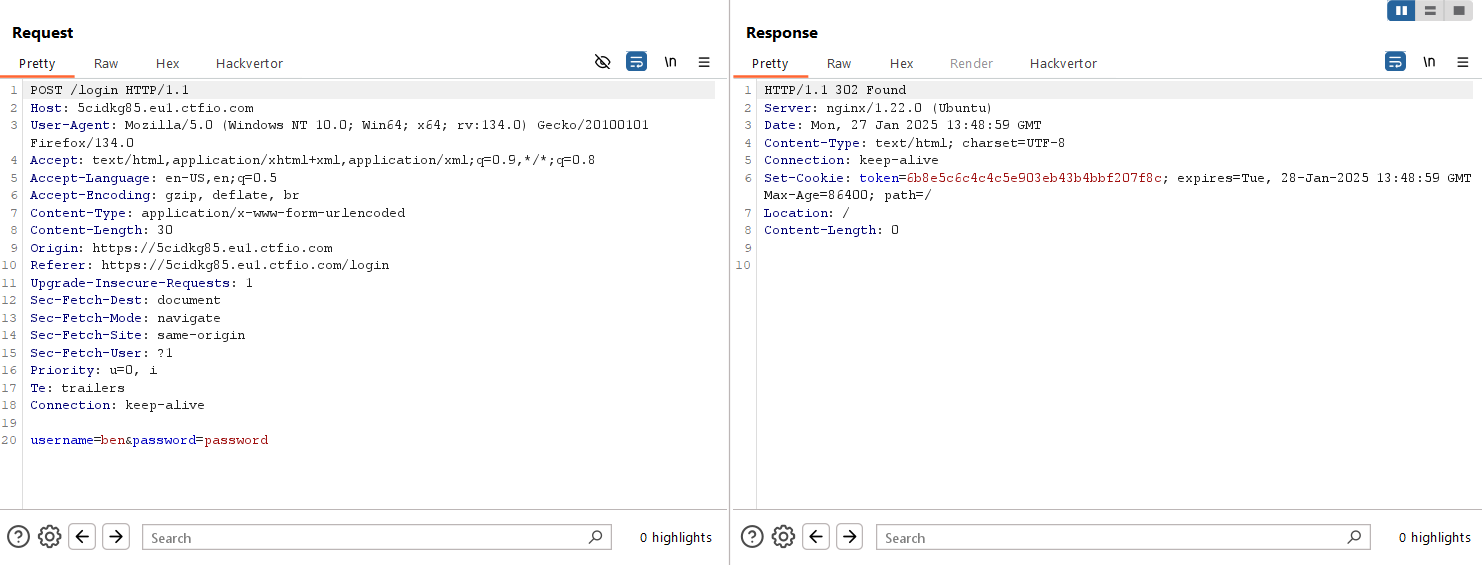 Request
Pretty Raw Hex Hackvertor \n
1 POST /login HTTP/1.1
2 Host: 5cidkg85.eu1.ctfio.com
3 User-Agent: Mozilla/5.0 (Windows NT 10.0; Win64; x64; rv:134.0) Gecko/20100101
Firefox/134.0
4 Accept: text/html,application/xhtml+xml,application/xml;q=0.9,*/*;q=0.8
5 Accept-Language: en-US,en;q=0.5
6 Accept-Encoding: gzip, deflate, br
7 Content-Type: application/x-www-form-urlencoded
8 Content-Length: 30
9 Origin: https://5cidkg85.eu1.ctfio.com
10 Referer: https://5cidkg85.eu1.ctfio.com/login
11 Upgrade-Insecure-Requests: 1
12 Sec-Fetch-Dest: document
13 Sec-Fetch-Mode: navigate
14 Sec-Fetch-Site: same-origin
15 Sec-Fetch-User: ?1
16 Priority: u=0, i
17 Te: trailers
18 Connection: keep-alive
19
20 username=ben&password=password
Search 0 highlights
Response
Pretty Raw Hex Render Hackvertor \n
1 HTTP/1.1 302 Found
2 Server: nginx/1.22.0 (Ubuntu)
3 Date: Mon, 27 Jan 2025 13:48:59 GMT
4 Content-Type: text/html; charset=UTF-8
5 Connection: keep-alive
6 Set-Cookie: token=6b8e5c6c4c4c5e903eb43b4bbf207f8c; expires=Tue, 28-Jan-2025 13:48:59 GMT
Max-Age=86400; path=/
7 Location: /
8 Content-Length: 0
9
10
Search 0 highlights